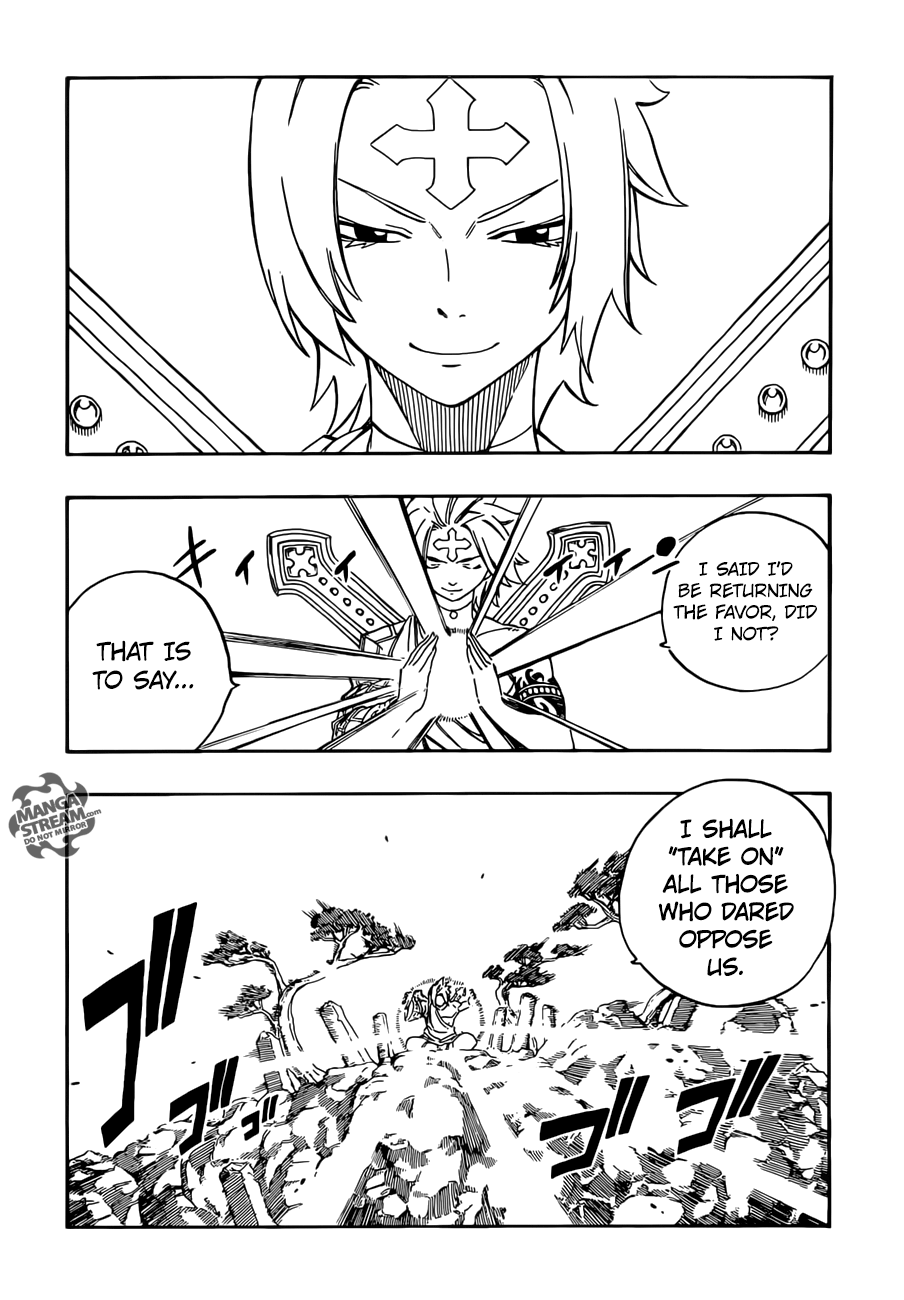 I SAID I'D
BE RETURNING
THE FAVOR, DID
I NOT?
キィィィィ
THAT IS
TO SAY...
MANGA
STREAM.com
DO NOT MIRROR
I SHALL
"TAKE ON"
ALL THOSE
WHO DARED
OPPOSE
US.
ゴ
ゴ
ゴ
ゴ
ゴ